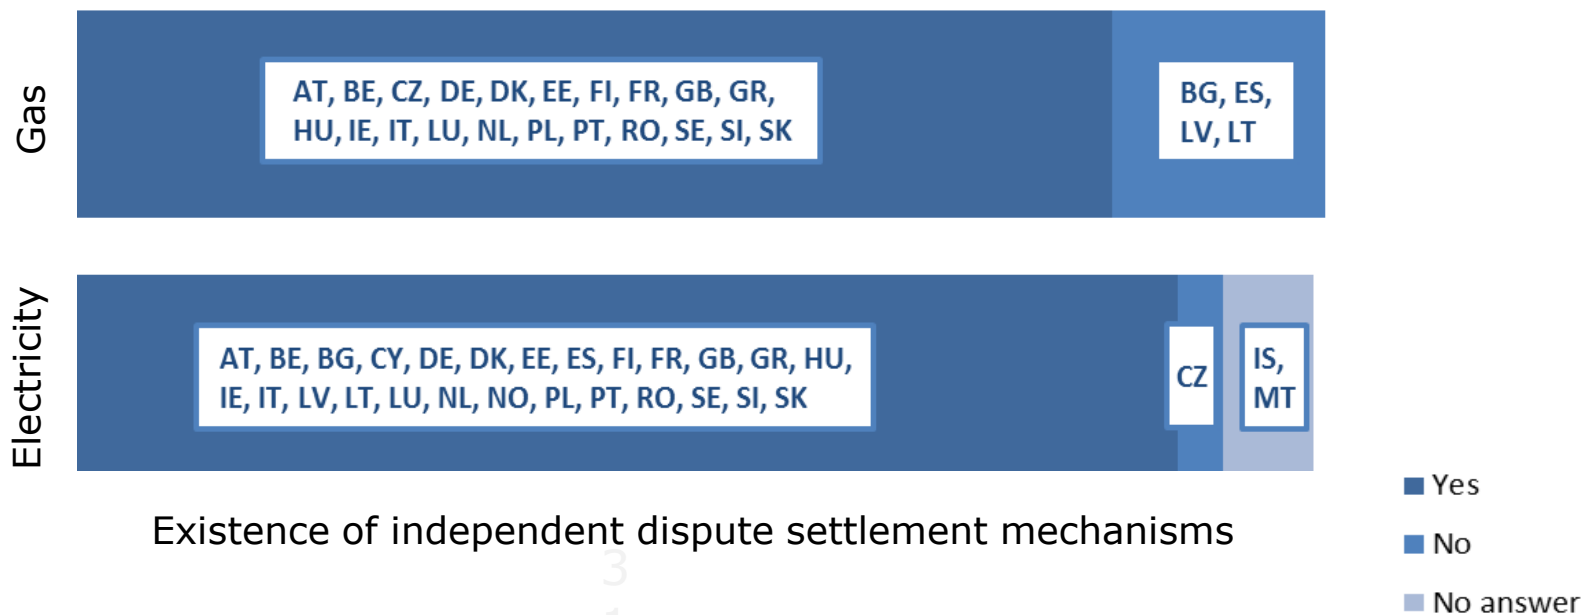 Gas
AT, BE, CZ, DE, DK, EE, FI, FR, GB, GR,
HU, IE, IT, LU, NL, PL, PT, RO, SE, SI, SK
BG, ES,
LV, LT
Electricity
AT, BE, BG, CY, DE, DK, EE, ES, FI, FR, GB, GR, HU,
IE, IT, LV, LT, LU, NL, NO, PL, PT, RO, SE, SI, SK
CZ
IS,
MT
Existence of independent dispute settlement mechanisms
3
Yes
No
No answer